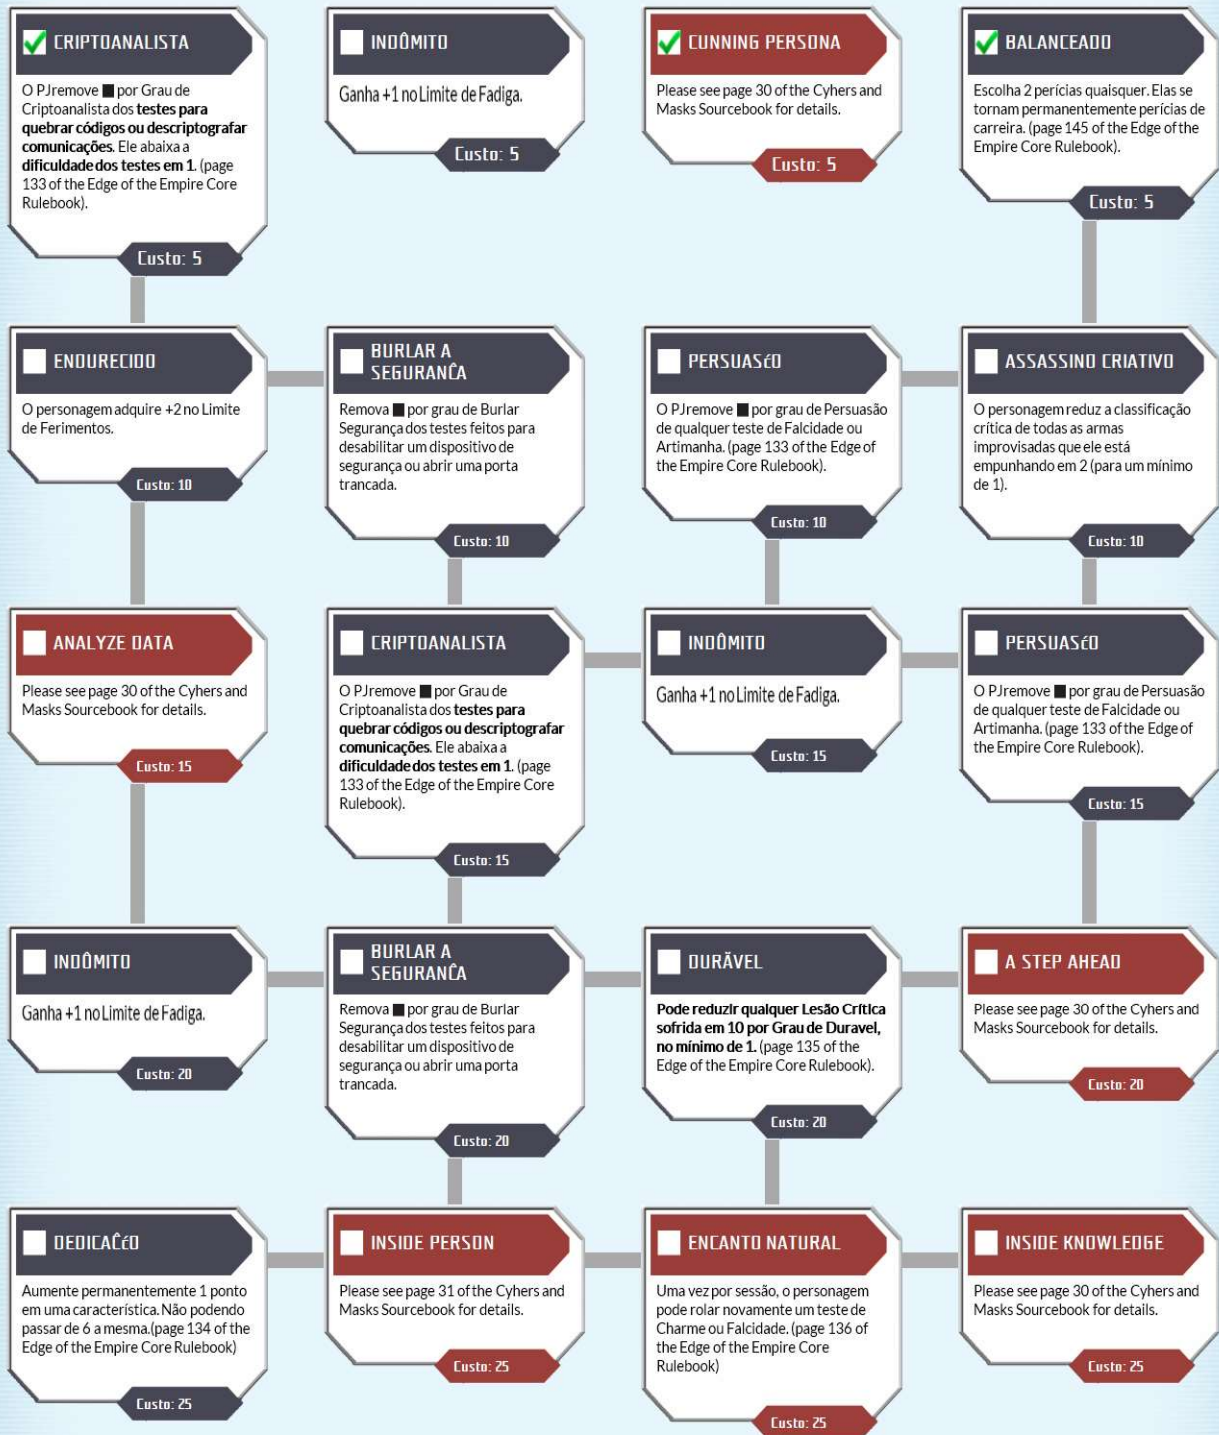 CRIPTOANALISTA
O PJremove ■ por Grau de
Criptoanalista dos testes para
quebrar códigos ou descriptografar
comunicações. Ele abaixa a
dificuldade dos testes em 1. (page
133 of the Edge of the Empire Core
Rulebook).
Custo: 5
INDÔMITO
Ganha +1 no Limite de Fadiga.
Custo: 5
CUNNING PERSONA
Please see page 30 of the Cyhers and
Masks Sourcebook for details.
Custo: 5
BALANCEADO
Escolha 2 perícias quaisquer. Elas se
tornam permanentemente perícias de
carreira. (page 145 of the Edge of the
Empire Core Rulebook).
Custo: 5
ENDURECIDO
O personagem adquire +2 no Limite
de Ferimentos.
Custo: 10
BURLAR A
SEGURANĈA
Remova ■ por grau de Burlar
Segurança dos testes feitos para
desabilitar um dispositivo de
segurança ou abrir uma porta
trancada.
Custo: 10
PERSUASćO
O PJremove ■ por grau de Persuasão
de qualquer teste de Falcidade ou
Artimanha. (page 133 of the Edge of
the Empire Core Rulebook).
Custo: 10
ASSASSINO CRIATIVO
O personagem reduz a classificação
crítica de todas as armas
improvisadas que ele está
empunhando em 2 (para um mínimo
de 1).
Custo: 10
ANALYZE DATA
Please see page 30 of the Cyhers and
Masks Sourcebook for details.
Custo: 15
CRIPTOANALISTA
O PJremove ■ por Grau de
Criptoanalista dos testes para
quebrar códigos ou descriptografar
comunicações. Ele abaixa a
dificuldade dos testes em 1. (page
133 of the Edge of the Empire Core
Rulebook).
Custo: 15
INDÔMITO
Ganha +1 no Limite de Fadiga.
Custo: 15
PERSUASćO
O PJremove ■ por grau de Persuasão
de qualquer teste de Falcidade ou
Artimanha. (page 133 of the Edge of
the Empire Core Rulebook).
Custo: 15
INDÔMITO
Ganha +1 no Limite de Fadiga.
Custo: 20
BURLAR A
SEGURANĈA
Remova ■ por grau de Burlar
Segurança dos testes feitos para
desabilitar um dispositivo de
segurança ou abrir uma porta
trancada.
Custo: 20
DURĂVEL
Pode reduzir qualquer Lesão Crítica
sofrida em 10 por Grau de Duravel,
no mínimo de 1. (page 135 of the
Edge of the Empire Core Rulebook).
Custo: 20
A STEP AHEAD
Please see page 30 of the Cyhers and
Masks Sourcebook for details.
Custo: 20
DEDICAĈćO
Aumente permanentemente 1 ponto
em uma característica. Não podendo
passar de 6 a mesma.(page 134 of the
Edge of the Empire Core Rulebook)
Custo: 25
INSIDE PERSON
Please see page 31 of the Cyhers and
Masks Sourcebook for details.
Custo: 25
ENCANTO NATURAL
Uma vez por sessão, o personagem
pode rolar novamente um teste de
Charme ou Falcidade. (page 136 of
the Edge of the Empire Core
Rulebook)
Custo: 25
INSIDE KNOWLEDGE
Please see page 30 of the Cyhers and
Masks Sourcebook for details.
Custo: 25